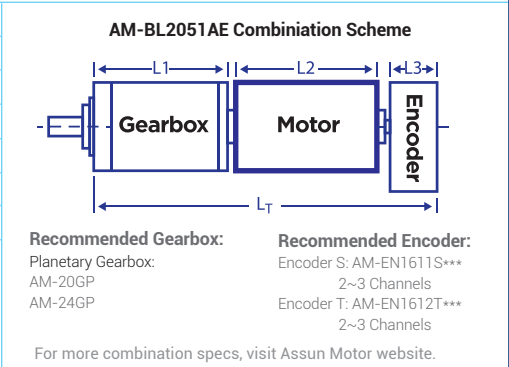 AM-BL2051AE Combiniation Scheme
L1
L2
L3
Gearbox
Motor
Encoder
LT
Recommended Gearbox:
Planetary Gearbox:
AM-20GP
AM-24GP
Recommended Encoder:
Encoder S: AM-EN1611S***
2~3 Channels
Encoder T: AM-EN1612T***
2~3 Channels
For more combination specs, visit Assun Motor website.